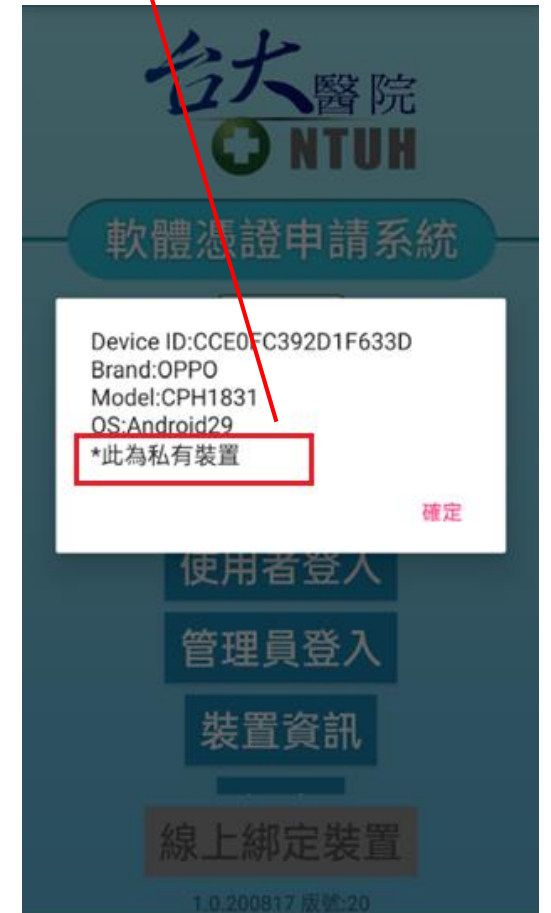 台大醫院
NTUH
軟體憑證申請系統
Device ID:CCE0FC392D1F633D
Brand:OPPO
Model:CPH1831
OS:Android29
*此為私有裝置
確定
使用者登入
管理員登入
裝置資訊
線上綁定裝置
1.0.200817 版號:20